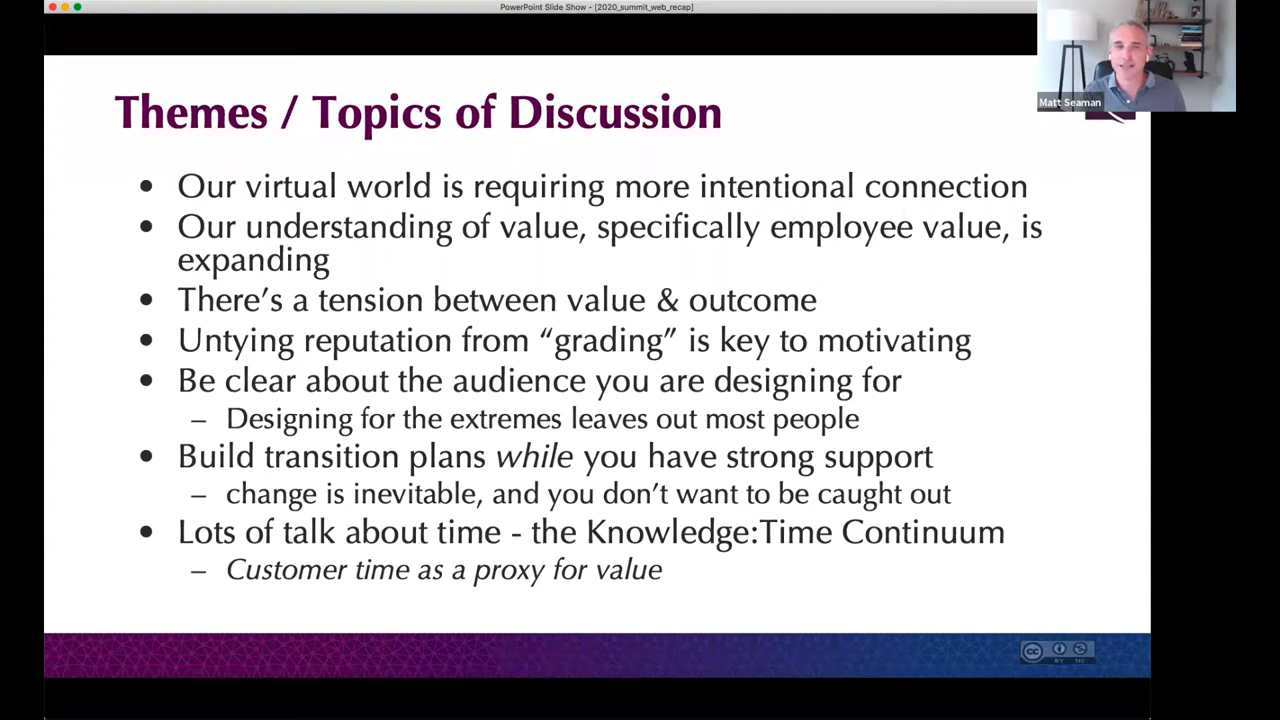 PowerPoint Slide Show - [2020_summit_web_recap]
Matt Seaman
Themes / Topics of Discussion
• Our virtual world is requiring more intentional connection
• Our understanding of value, specifically employee value, is
expanding
• There’s a tension between value & outcome
• Untying reputation from “grading” is key to motivating
• Be clear about the audience you are designing for
– Designing for the extremes leaves out most people
• Build transition plans while you have strong support
– change is inevitable, and you don’t want to be caught out
• Lots of talk about time - the Knowledge:Time Continuum
– Customer time as a proxy for value
CC BY NC